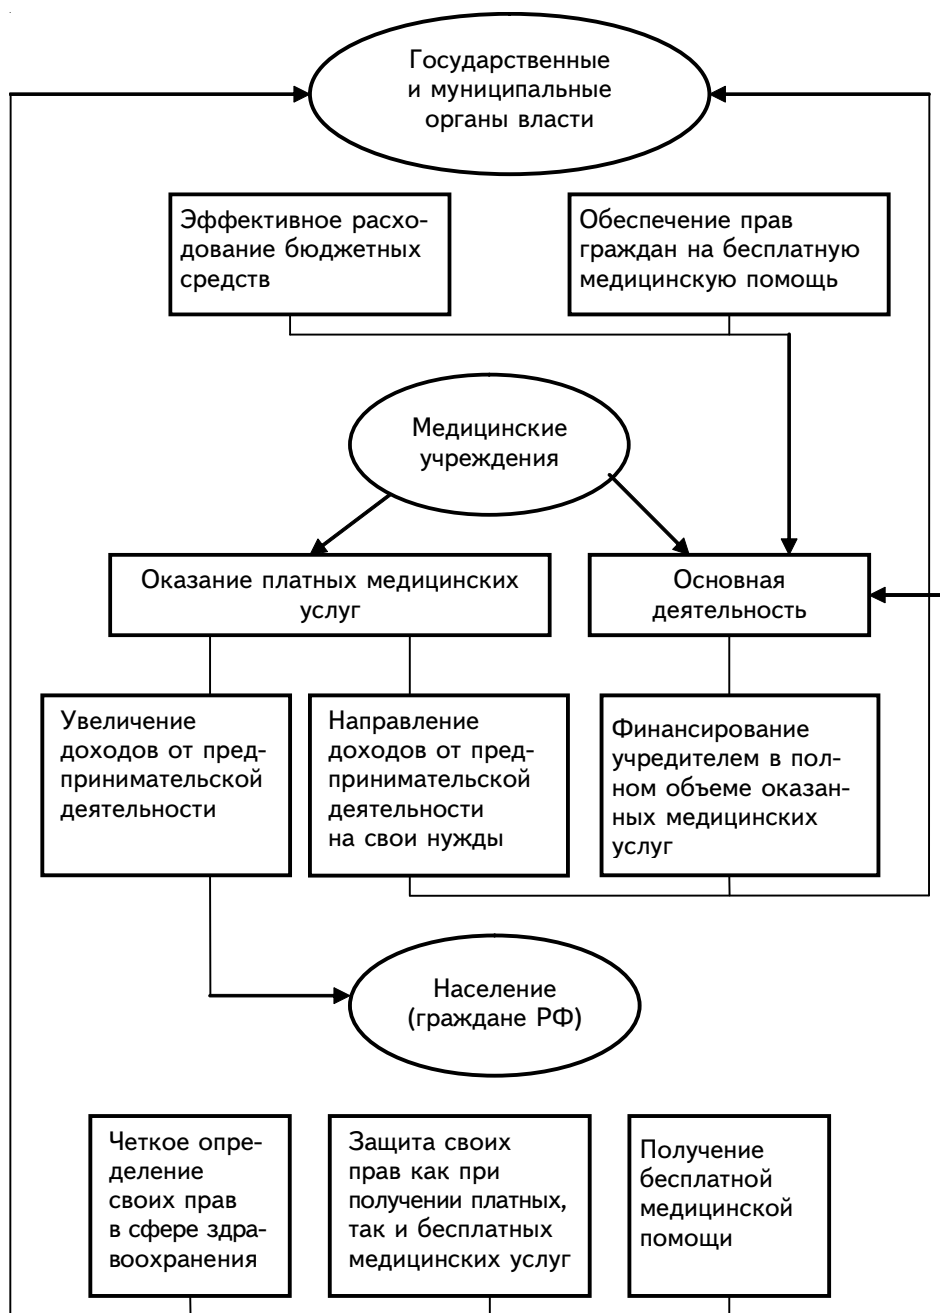 Государственные
и муниципальные
органы власти
Эффективное расхо-
дование бюджетных
средств
Обеспечение прав
граждан на бесплатную
медицинскую помощь
Медицинские
учреждения
Оказание платных медицинских
услуг
Основная
деятельность
Увеличение
доходов от пред-
принимательской
деятельности
Направление
доходов от пред-
принимательской
деятельности
на свои нужды
Финансирование
учредителем в пол-
ном объеме оказан-
ных медицинских
услуг
Население
(граждане РФ)
Четкое опре-
деление
своих прав
в сфере здра-
воохранения
Защита своих
прав как при
получении платных,
так и бесплатных
медицинских услуг
Получение
бесплатной
медицинской
помощи